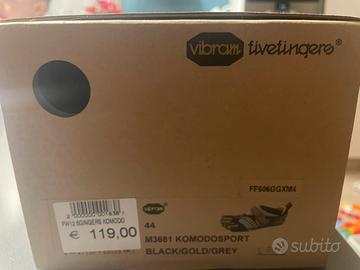 vibram fivefingers®
FF606GGXM4
FW12 5GINGERS KOMODO
€ 119,00
vibram
44
M3681 KOMODOSPORT
BLACK/GOLD/GREY
subito